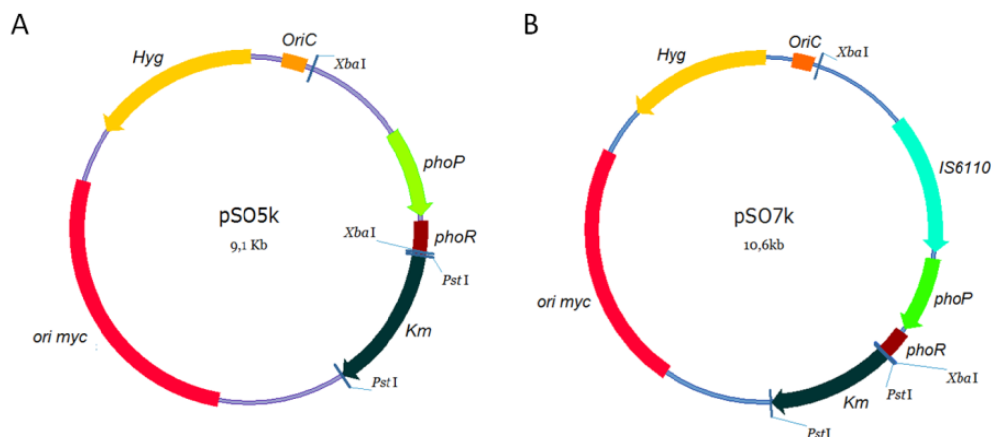 A
OriC
XbaI
Hyg
phoP
pSO5k
9,1 Kb
XbaI
phoR
PstI
Km
ori myc
PstI
B
OriC
XbaI
Hyg
IS6110
pSO7k
10,6kb
ori myc
phoP
phoR
XbaI
PstI
Km
PstI